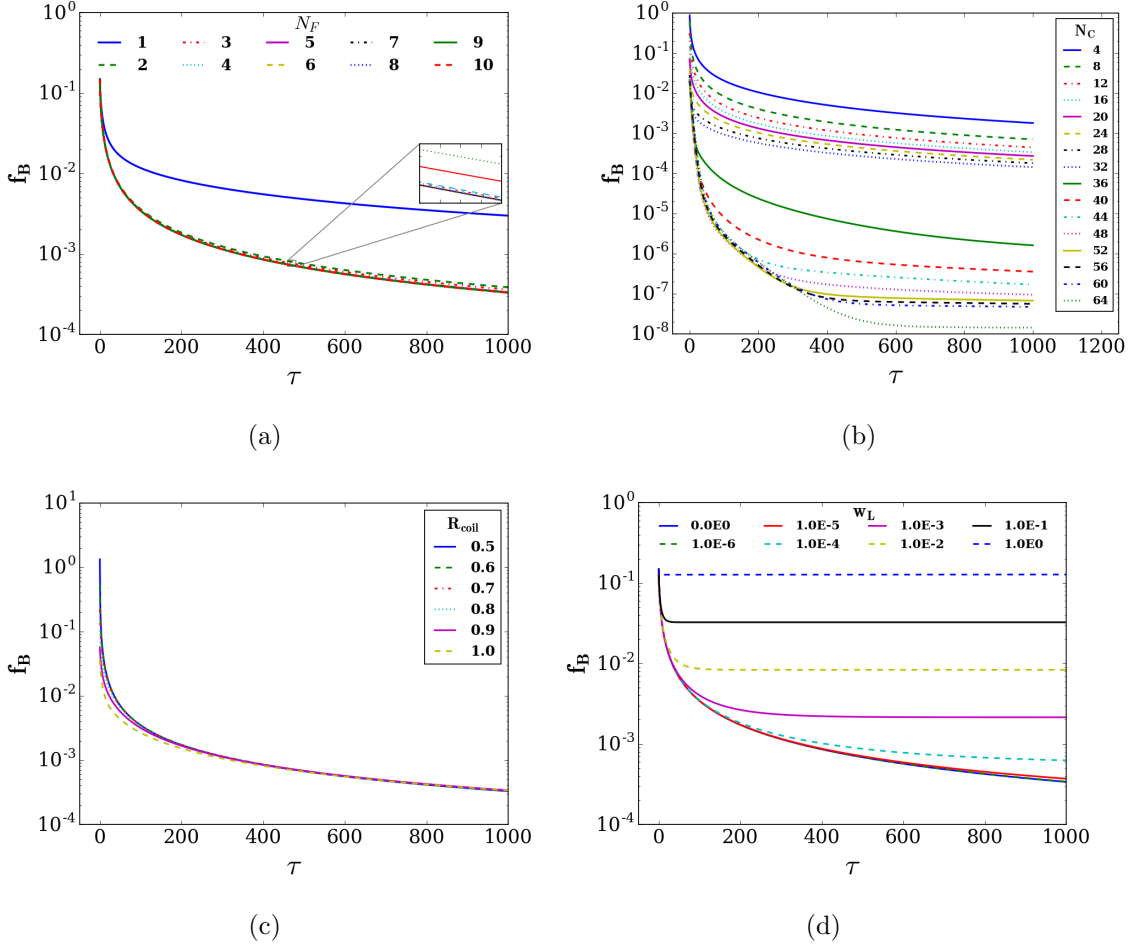 N_F
1 3 5 7 9
2 4 6 8 10
10^0
10^-1
10^-2
10^-3
10^-4
f_B
0 200 400 600 800 1000
τ
(a)
N_C
4
8
12
16
20
24
28
32
36
40
44
48
52
56
60
64
10^0
10^-1
10^-2
10^-3
10^-4
10^-5
10^-6
10^-7
10^-8
f_B
0 200 400 600 800 1000 1200
τ
(b)
R_coil
0.5
0.6
0.7
0.8
0.9
1.0
10^1
10^0
10^-1
10^-2
10^-3
10^-4
f_B
0 200 400 600 800 1000
τ
(c)
w_L
0.0E0 1.0E-5 1.0E-3 1.0E-1
1.0E-6 1.0E-4 1.0E-2 1.0E0
10^0
10^-1
10^-2
10^-3
10^-4
f_B
0 200 400 600 800 1000
τ
(d)